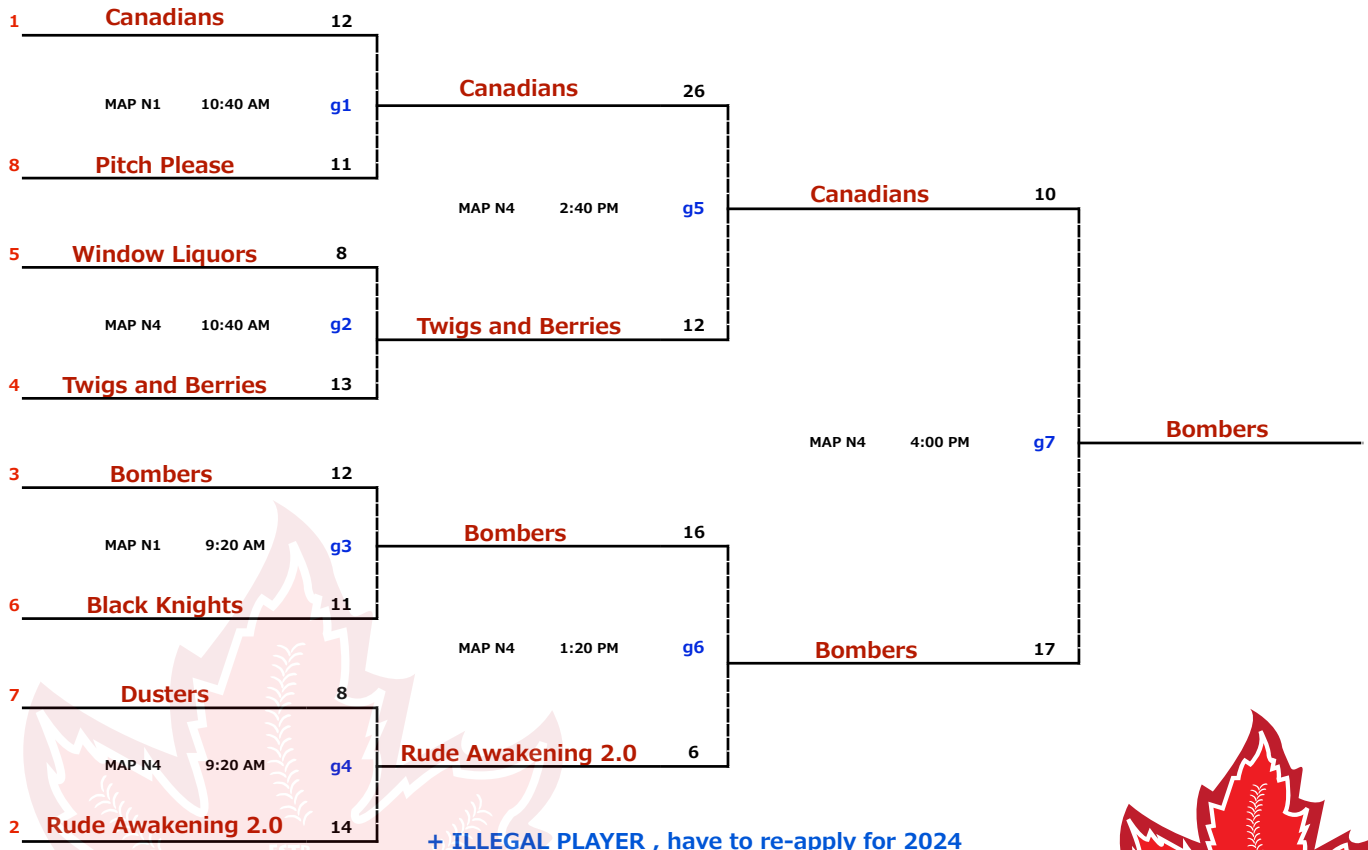 1 Canadians 12
MAP N1 10:40 AM g1
8 Pitch Please 11
5 Window Liquors 8
MAP N4 10:40 AM g2
4 Twigs and Berries 13
3 Bombers 12
MAP N1 9:20 AM g3
6 Black Knights 11
7 Dusters 8
MAP N4 9:20 AM g4
2 Rude Awakening 2.0 14
Canadians 26
MAP N4 2:40 PM g5
Twigs and Berries 12
Bombers 16
MAP N4 1:20 PM g6
Rude Awakening 2.0 6
Canadians 10
MAP N4 4:00 PM g7
Bombers 17
Bombers
+ ILLEGAL PLAYER , have to re-apply for 2024